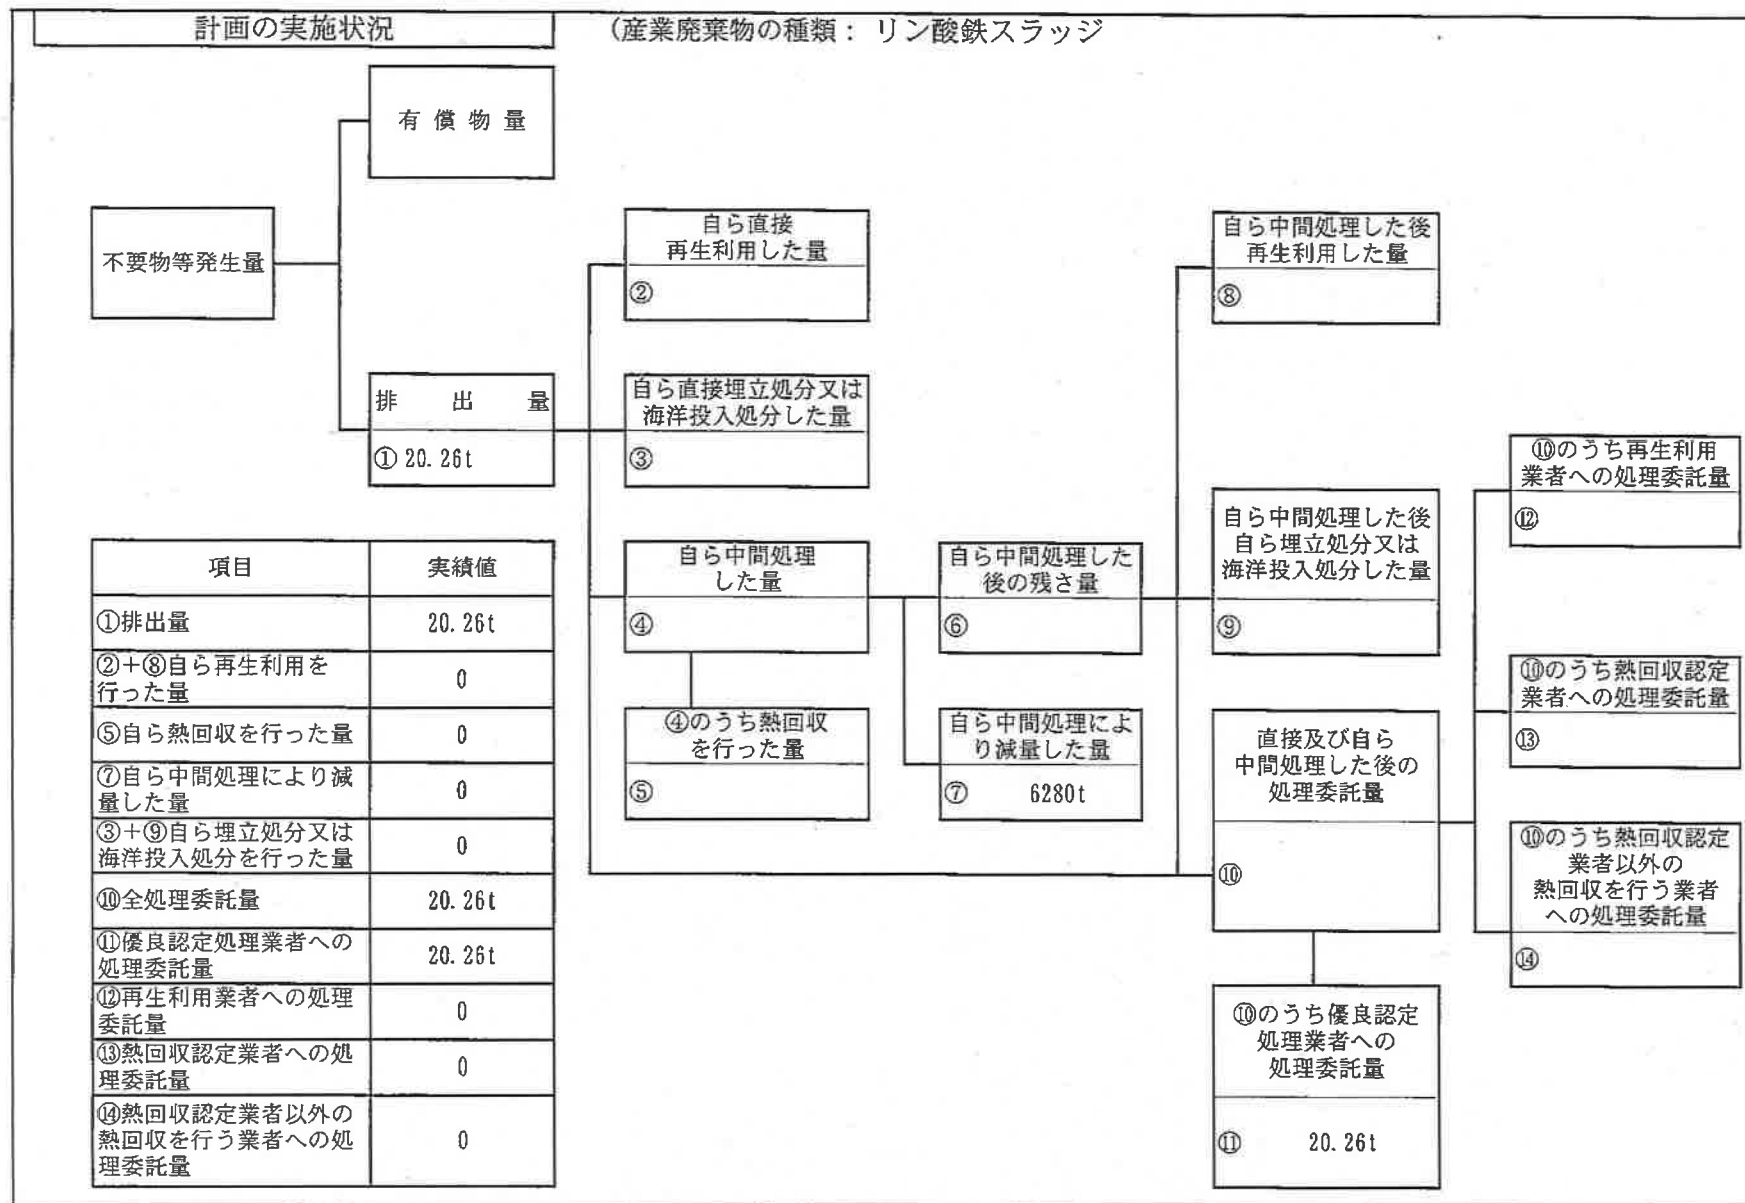 計画の実施状況
（産業廃棄物の種類： リン酸鉄スラッジ
有償物量
不要物等発生量
排出量
① 20.26t
自ら直接
再生利用した量
②
自ら直接埋立処分又は
海洋投入処分した量
③
自ら中間処理
した量
④
④のうち熱回収
を行った量
⑤
自ら中間処理した
後の残さ量
⑥
自ら中間処理によ
り減量した量
⑦ 6280t
自ら中間処理した後
再生利用した量
⑧
自ら中間処理した後
自ら埋立処分又は
海洋投入処分した量
⑨
直接及び自ら
中間処理した後の
処理委託量
⑩
⑩のうち優良認定
処理業者への
処理委託量
⑪ 20.26t
⑩のうち再生利用
業者への処理委託量
⑫
⑩のうち熱回収認定
業者への処理委託量
⑬
⑩のうち熱回収認定
業者以外の
熱回収を行う業者
への処理委託量
⑭
項目 実績値
①排出量 20.26t
②＋⑧自ら再生利用を
行った量 0
⑤自ら熱回収を行った量 0
⑦自ら中間処理により減
量した量 0
③＋⑨自ら埋立処分又は
海洋投入処分を行った量 0
⑩全処理委託量 20.26t
⑪優良認定処理業者への
処理委託量 20.26t
⑫再生利用業者への処理
委託量 0
⑬熱回収認定業者への処
理委託量 0
⑭熱回収認定業者以外の
熱回収を行う業者への処
理委託量 0